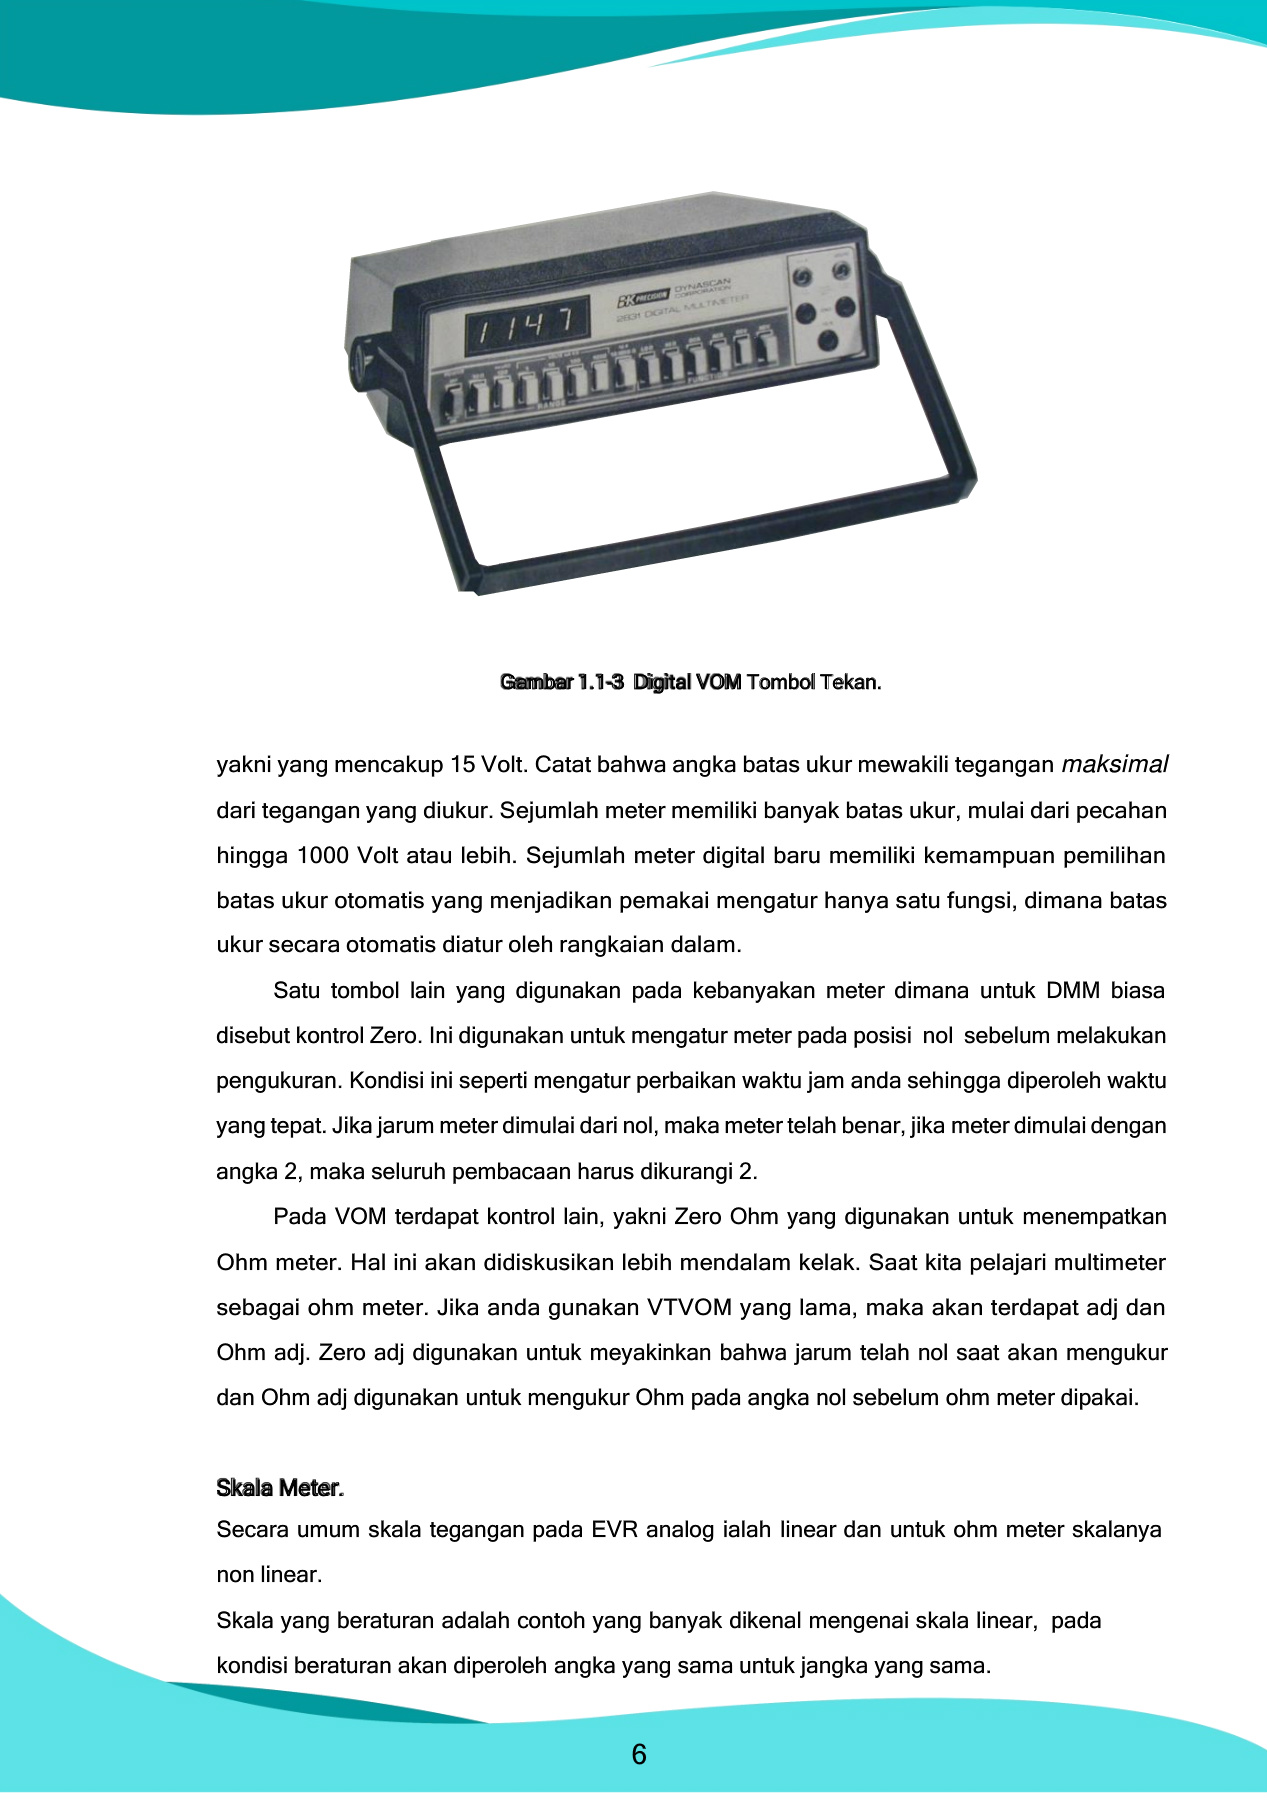 1147
BK PRECISION
DYNASCAN
CORPORATION
2831 DIGITAL MULTIMETER
RANGE
FUNCTION
Gambar 1.1-3 Digital VOM Tombol Tekan.
yakni yang mencakup 15 Volt. Catat bahwa angka batas ukur mewakili tegangan maksimal
dari tegangan yang diukur. Sejumlah meter memiliki banyak batas ukur, mulai dari pecahan
hingga 1000 Volt atau lebih. Sejumlah meter digital baru memiliki kemampuan pemilihan
batas ukur otomatis yang menjadikan pemakai mengatur hanya satu fungsi, dimana batas
ukur secara otomatis diatur oleh rangkaian dalam.
Satu tombol lain yang digunakan pada kebanyakan meter dimana untuk DMM biasa
disebut kontrol Zero. Ini digunakan untuk mengatur meter pada posisi nol sebelum melakukan
pengukuran. Kondisi ini seperti mengatur perbaikan waktu jam anda sehingga diperoleh waktu
yang tepat. Jika jarum meter dimulai dari nol, maka meter telah benar, jika meter dimulai dengan
angka 2, maka seluruh pembacaan harus dikurangi 2.
Pada VOM terdapat kontrol lain, yakni Zero Ohm yang digunakan untuk menempatkan
Ohm meter. Hal ini akan didiskusikan lebih mendalam kelak. Saat kita pelajari multimeter
sebagai ohm meter. Jika anda gunakan VTVOM yang lama, maka akan terdapat adj dan
Ohm adj. Zero adj digunakan untuk meyakinkan bahwa jarum telah nol saat akan mengukur
dan Ohm adj digunakan untuk mengukur Ohm pada angka nol sebelum ohm meter dipakai.
Skala Meter.
Secara umum skala tegangan pada EVR analog ialah linear dan untuk ohm meter skalanya
non linear.
Skala yang beraturan adalah contoh yang banyak dikenal mengenai skala linear, pada
kondisi beraturan akan diperoleh angka yang sama untuk jangka yang sama.
6